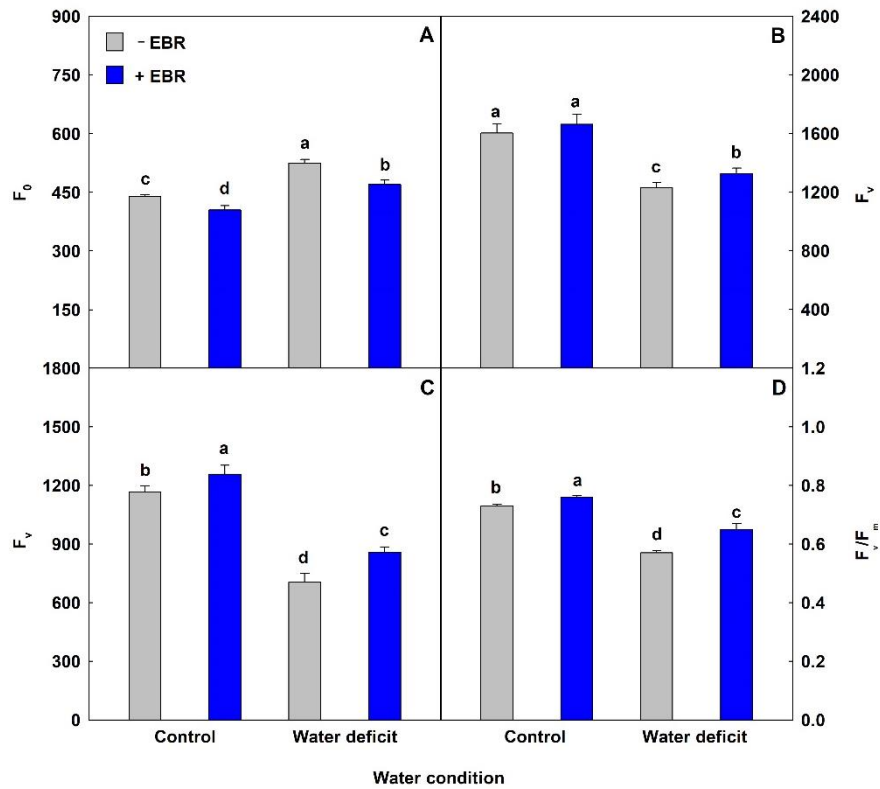 900
750
600
450
300
150
F₀
A
− EBR
+ EBR
c
d
a
b
B
a
a
c
b
2400
2000
1600
1200
800
400
Fᵥ
1800
1500
1200
900
600
300
0
Fᵥ
C
b
a
d
c
D
b
a
d
c
1.2
1.0
0.8
0.6
0.4
0.2
0.0
Fᵥ/Fₘ
Control Water deficit Control Water deficit
Water condition